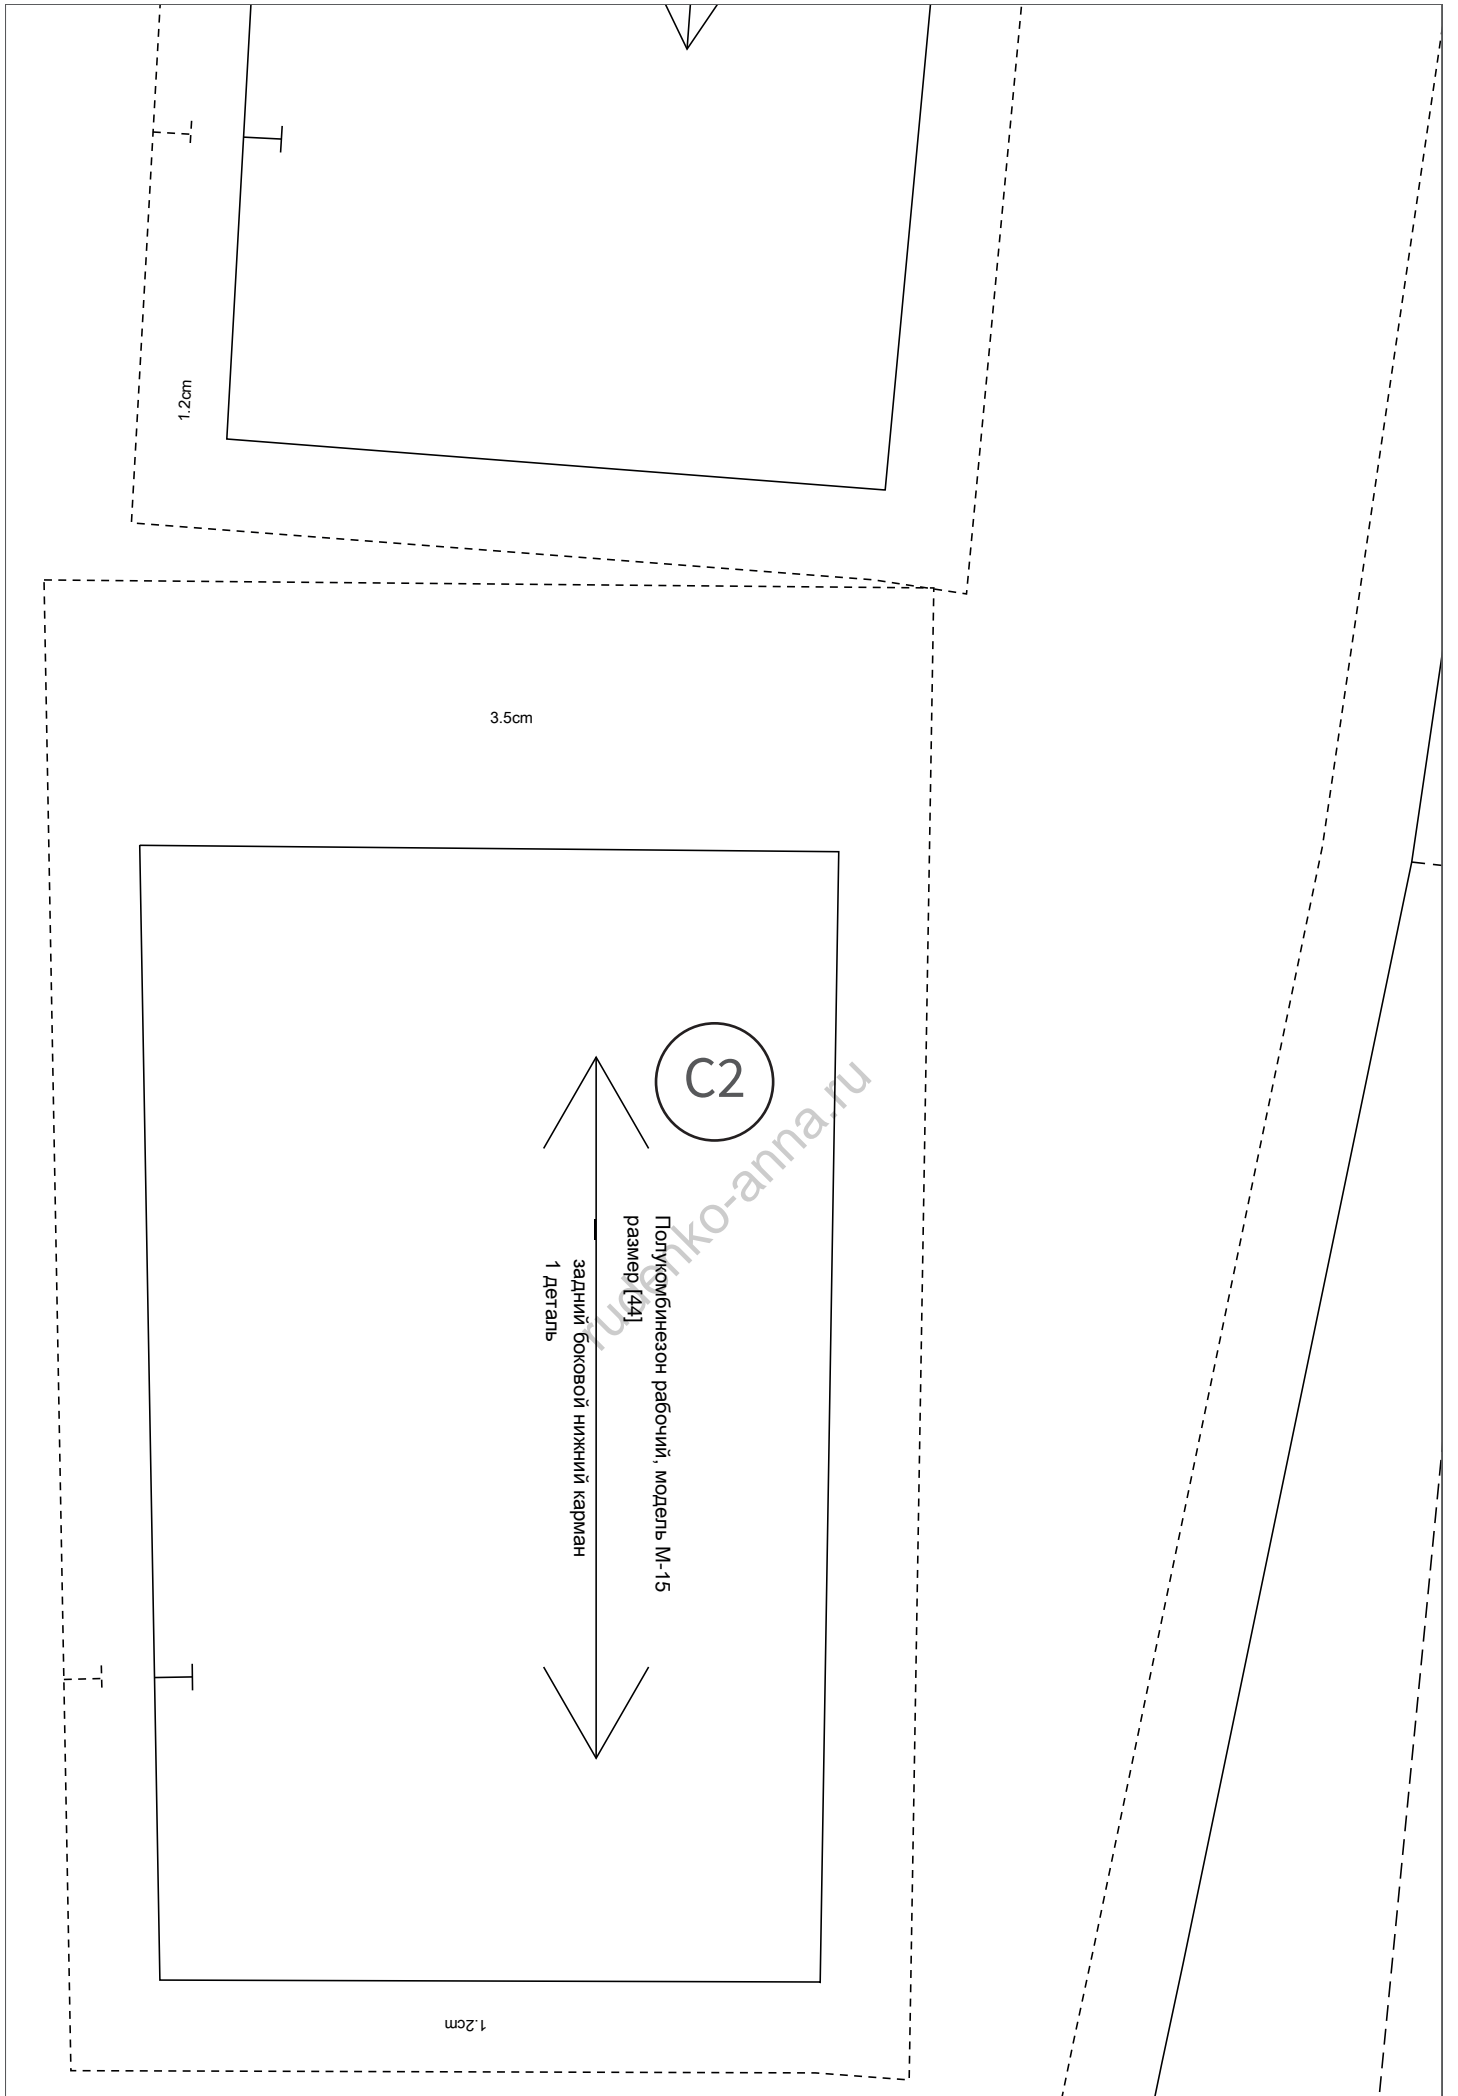 1.2cm
3.5cm
C2
Полукомбинезон рабочий, модель М-15
размер [44]
задний боковой нижний карман
1 деталь
rudenko-anna.ru
1.2cm